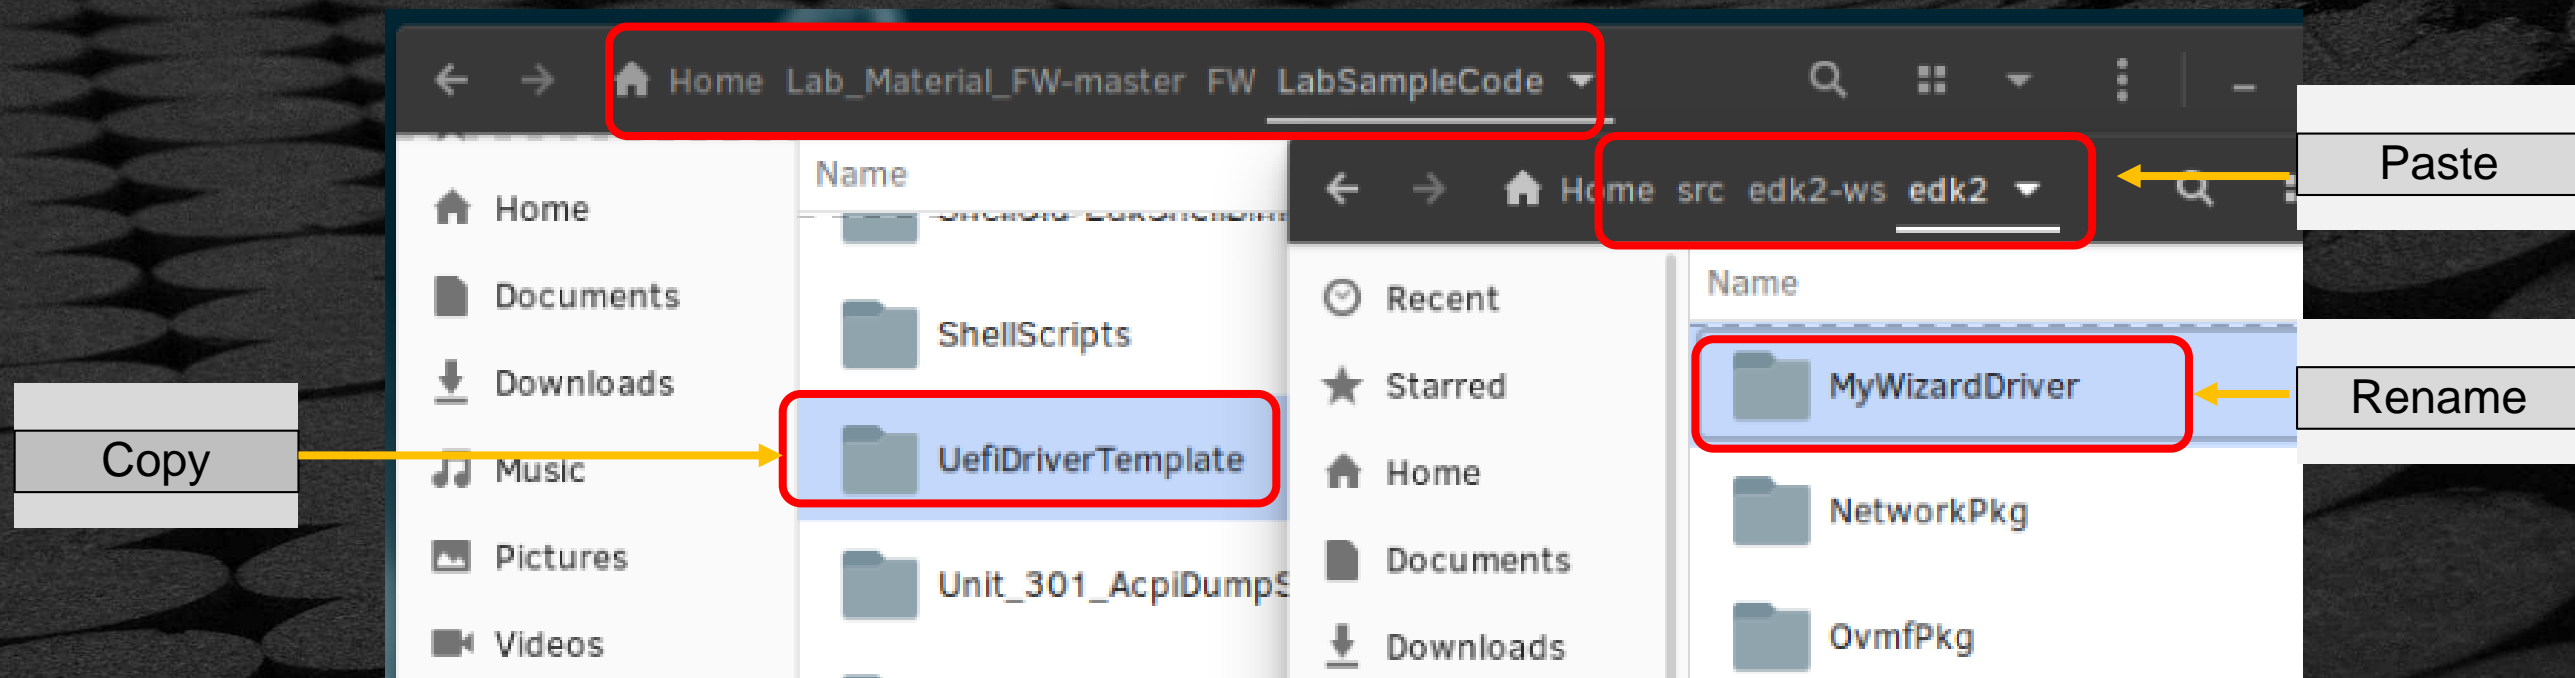 Home Lab_Material_FW-master FW LabSampleCode
Name
Home
Documents
Downloads
Music
Pictures
Videos
ShellScripts
UefiDriverTemplate
Unit_301_AcpiDumpS
Home src edk2-ws edk2
Name
Recent
Starred
Home
Documents
Downloads
MyWizardDriver
NetworkPkg
OvmfPkg
Copy
Paste
Rename